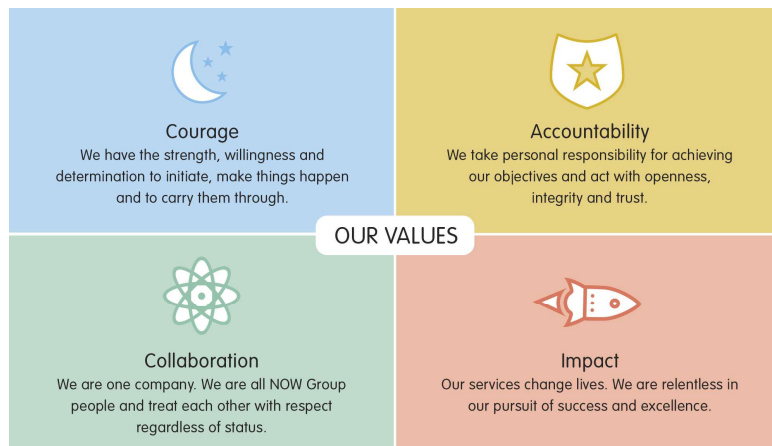 Courage
We have the strength, willingness and
determination to initiate, make things happen
and to carry them through.
Accountability
We take personal responsibility for achieving
our objectives and act with openness,
integrity and trust.
OUR VALUES
Collaboration
We are one company. We are all NOW Group
people and treat each other with respect
regardless of status.
Impact
Our services change lives. We are relentless in
our pursuit of success and excellence.